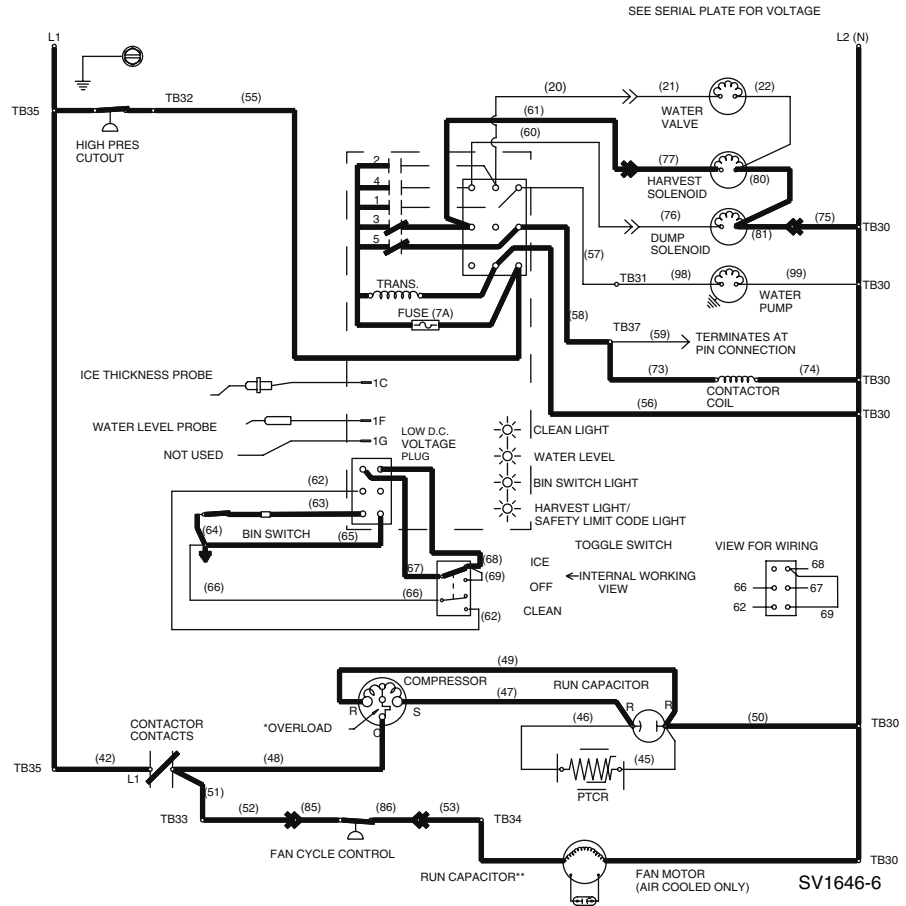 SEE SERIAL PLATE FOR VOLTAGE
L1
L2 (N)
TB35
TB32
(55)
HIGH PRES
CUTOUT
(20)
(21)
(22)
WATER
VALVE
(61)
(60)
(77)
(80)
HARVEST
SOLENOID
(76)
(81)
(75)
TB30
DUMP
SOLENOID
2
4
1
3
5
(57)
TB31
(98)
(99)
TB30
WATER
PUMP
TRANS.
FUSE (7A)
(58)
TB37
(59)
TERMINATES AT
PIN CONNECTION
(73)
(74)
TB30
CONTACTOR
COIL
(56)
TB30
ICE THICKNESS PROBE
1C
WATER LEVEL PROBE
1F
1G
NOT USED
LOW D.C.
VOLTAGE
PLUG
CLEAN LIGHT
WATER LEVEL
BIN SWITCH LIGHT
HARVEST LIGHT/
SAFETY LIMIT CODE LIGHT
(62)
(63)
(64)
BIN SWITCH
(65)
(66)
(67)
(66)
(68)
(69)
(62)
TOGGLE SWITCH
ICE
OFF
CLEAN
INTERNAL WORKING
VIEW
VIEW FOR WIRING
68
66
67
62
69
(49)
COMPRESSOR
(47)
RUN CAPACITOR
R
S
C
*OVERLOAD
R
R
(46)
(45)
(50)
TB30
PTCR
CONTACTOR
CONTACTS
TB35
(42)
L1
(48)
(51)
TB33
(52)
(85)
(86)
(53)
TB34
FAN CYCLE CONTROL
RUN CAPACITOR**
FAN MOTOR
(AIR COOLED ONLY)
TB30
SV1646-6